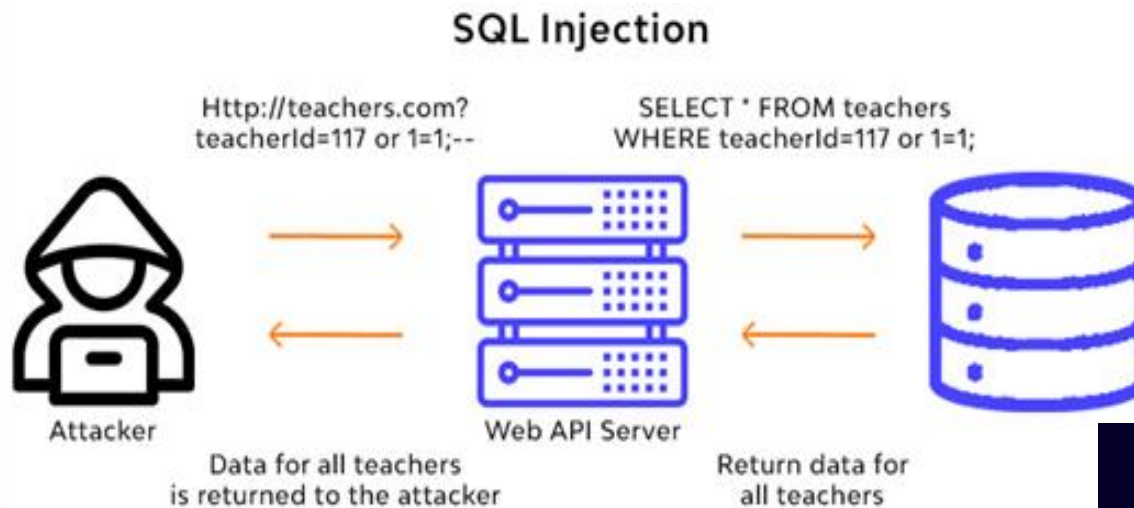 SQL Injection
Http://teachers.com?
teacherId=117 or 1=1;--
SELECT * FROM teachers
WHERE teacherId=117 or 1=1;
Attacker
Web API Server
Data for all teachers
is returned to the attacker
Return data for
all teachers